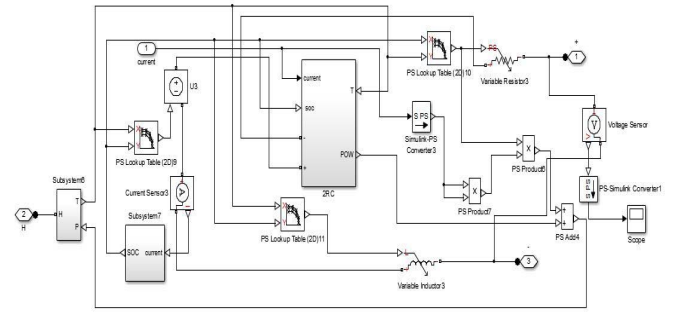 1
current
X
Y
PS Lookup Table (2D)10
PS
Variable Resistor3
+
1
U3
current
soc
-
+
T
POW
2RC
S PS
Simulink-PS
Converter3
V
Voltage Sensor
X
Y
PS Lookup Table (2D)9
X
PS Product6
Subsystem6
T
H
P
2
H
Current Sensor3
A
X
PS Product7
S PS
PS-Simulink Converter1
Subsystem7
SOC
current
X
Y
PS Lookup Table (2D)11
+
+
PS Add4
Scope
L
Variable Inductor3
-
3